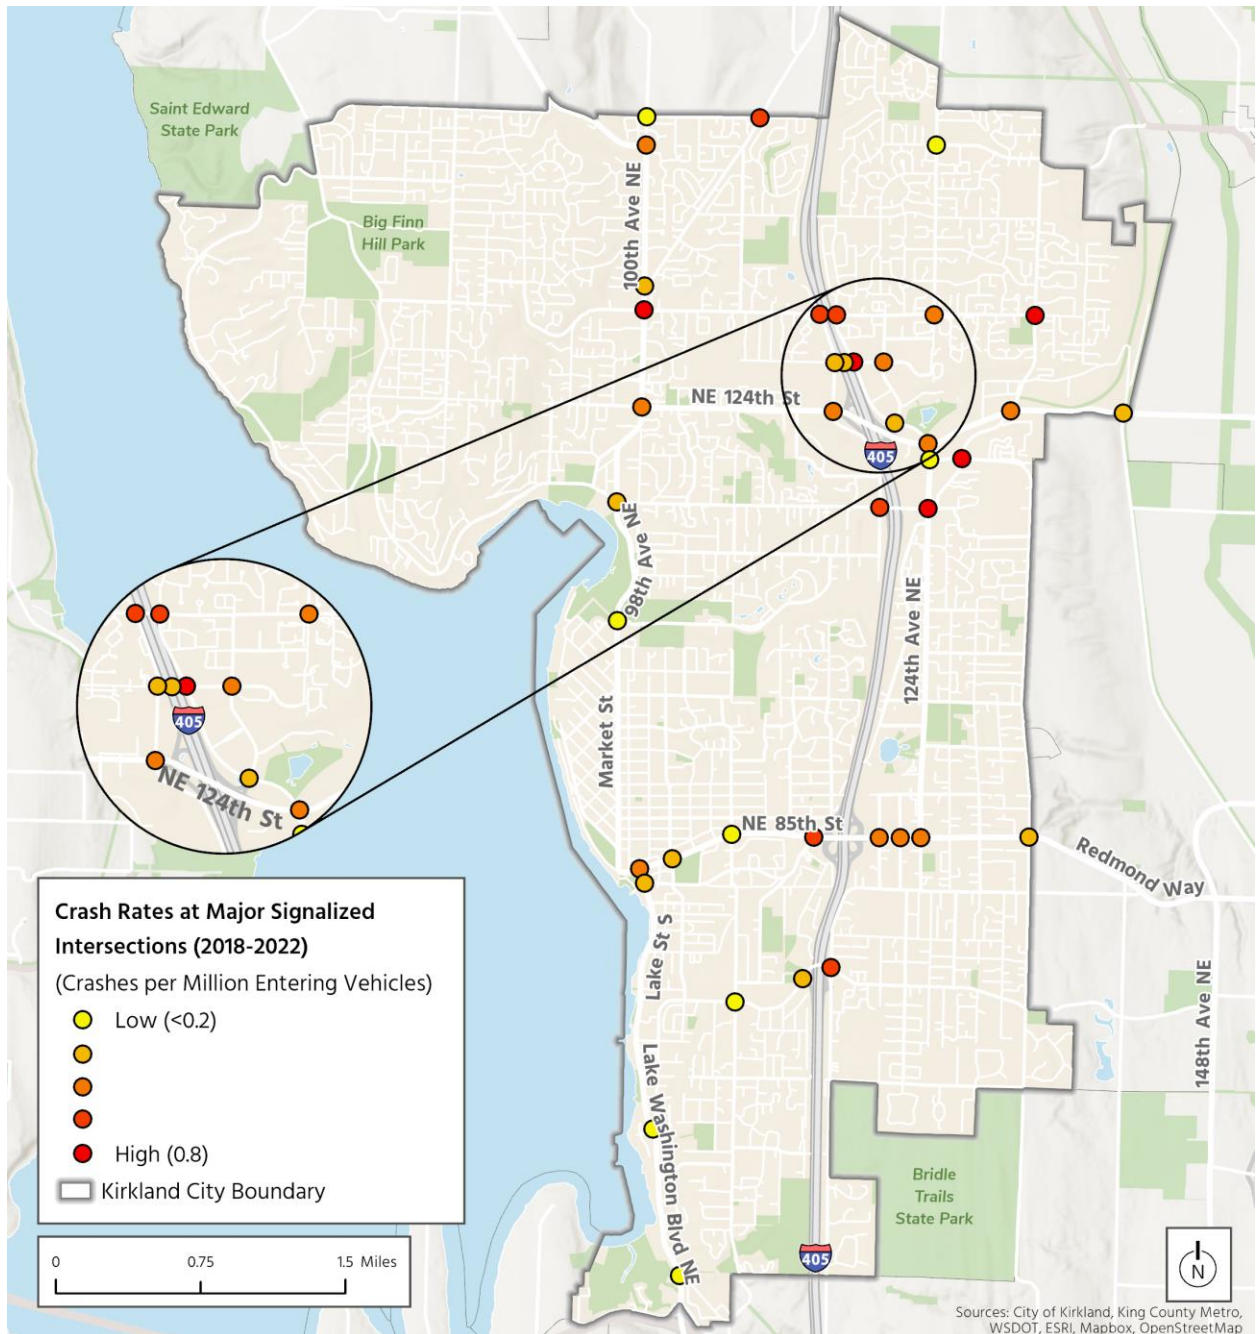 Saint Edward
State Park
Big Finn
Hill Park
100th Ave NE
NE 124th St
405
98th Ave NE
124th Ave NE
405
NE 124th St
Market St
NE 85th St
Redmond Way
Lake St S
148th Ave NE
Lake Washington Blvd NE
Bridle
Trails
State Park
405
Crash Rates at Major Signalized
Intersections (2018-2022)
(Crashes per Million Entering Vehicles)
Low (<0.2)
High (0.8)
Kirkland City Boundary
0 0.75 1.5 Miles
N
Sources: City of Kirkland, King County Metro,
WSDOT, ESRI, Mapbox, OpenStreetMap